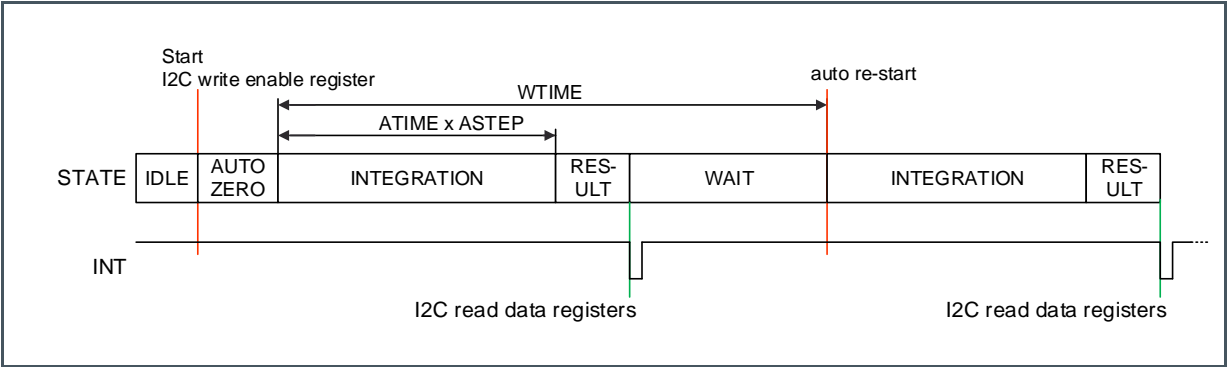 Start
I2C write enable register
auto re-start
WTIME
ATIME x ASTEP
STATE
IDLE
AUTO
ZERO
INTEGRATION
RES-
ULT
WAIT
INTEGRATION
RES-
ULT
INT
I2C read data registers
I2C read data registers